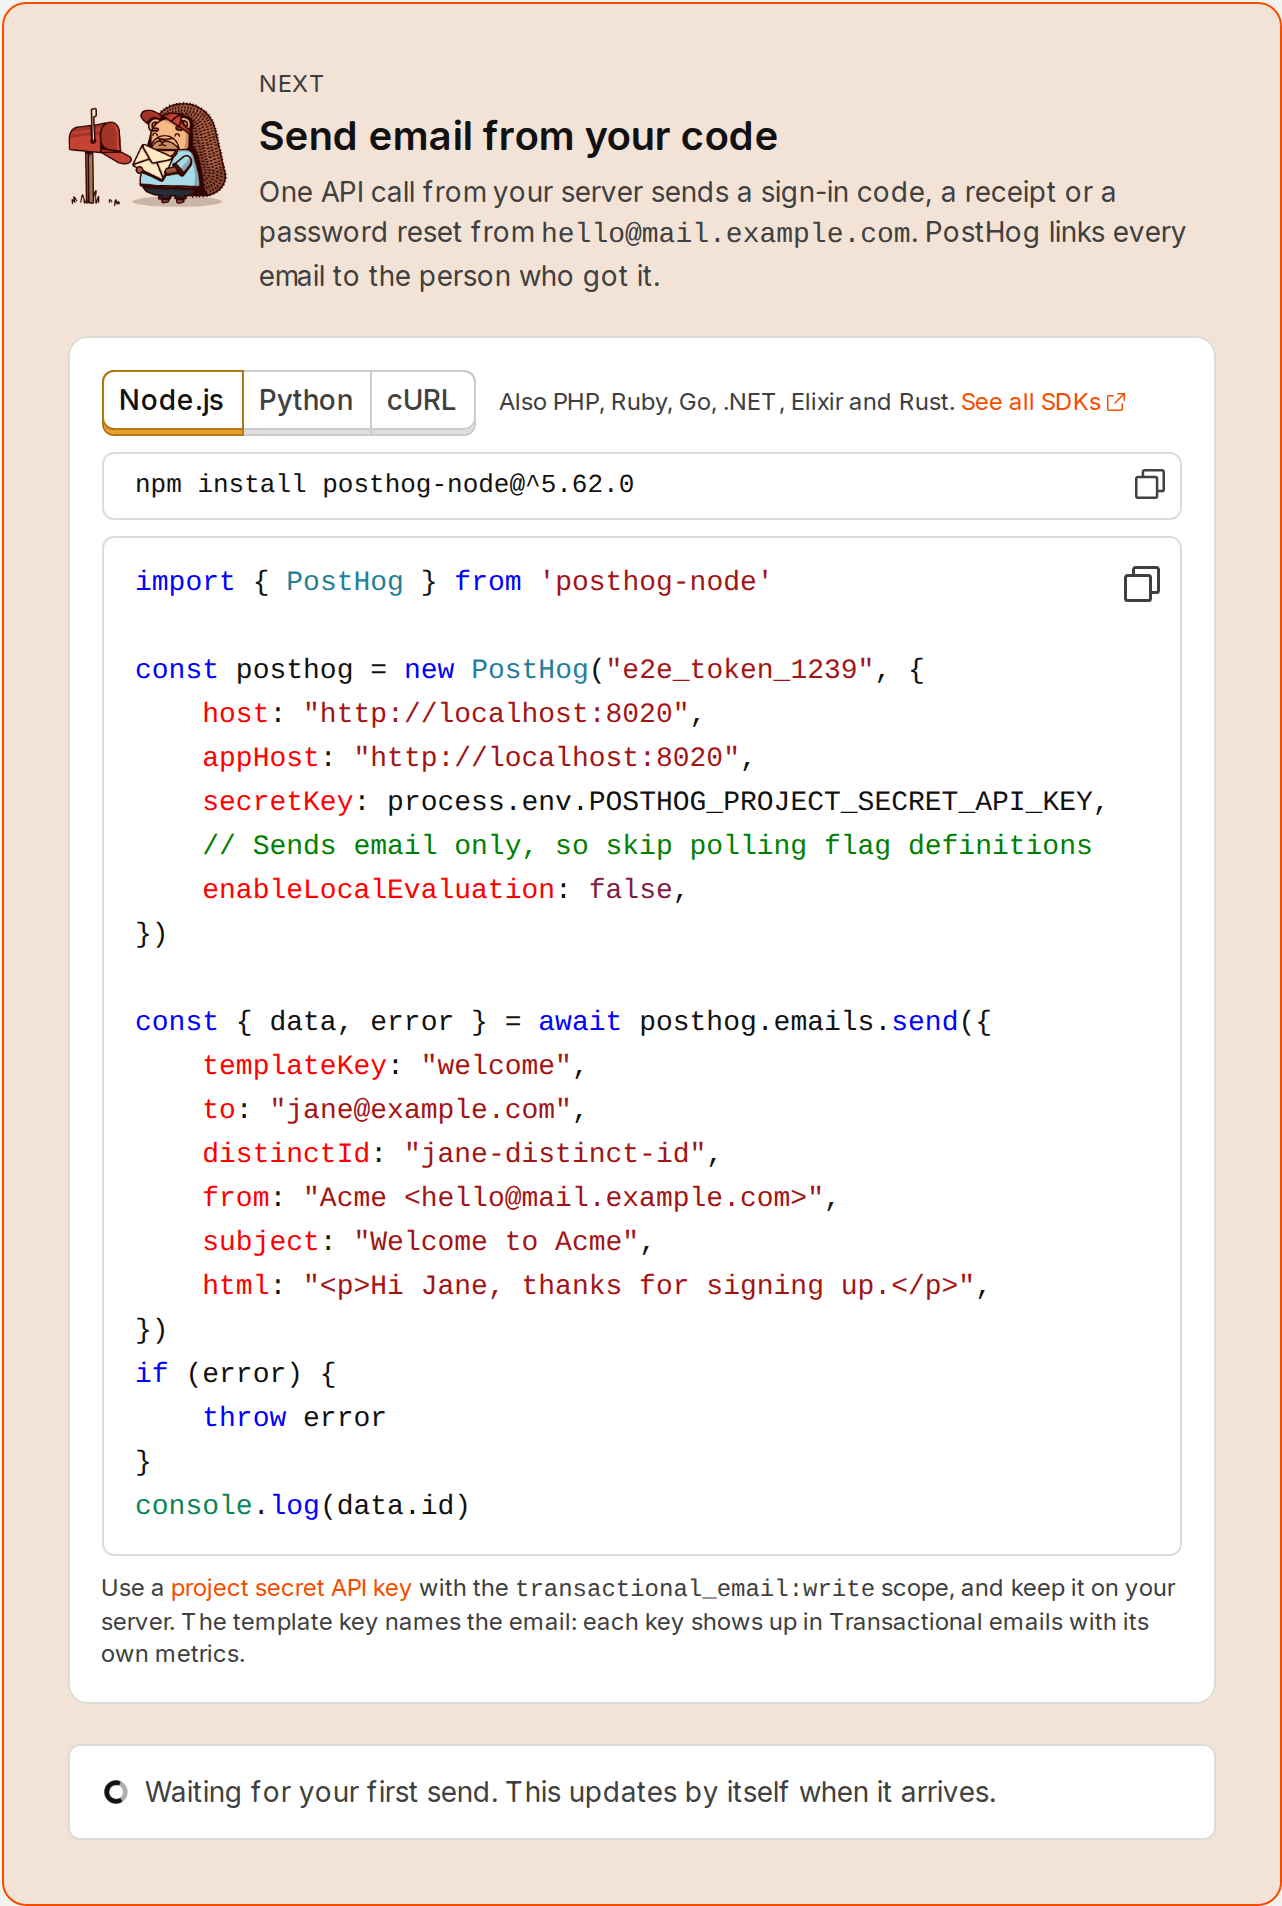 NEXT
Send email from your code
One API call from your server sends a sign-in code, a receipt or a
password reset from hello@mail.example.com. PostHog links every
email to the person who got it.
Node.js Python cURL Also PHP, Ruby, Go, .NET, Elixir and Rust. See all SDKs
npm install posthog-node@^5.62.0
import { PostHog } from 'posthog-node'

const posthog = new PostHog("e2e_token_1239", {
    host: "http://localhost:8020",
    appHost: "http://localhost:8020",
    secretKey: process.env.POSTHOG_PROJECT_SECRET_API_KEY,
    // Sends email only, so skip polling flag definitions
    enableLocalEvaluation: false,
})

const { data, error } = await posthog.emails.send({
    templateKey: "welcome",
    to: "jane@example.com",
    distinctId: "jane-distinct-id",
    from: "Acme <hello@mail.example.com>",
    subject: "Welcome to Acme",
    html: "<p>Hi Jane, thanks for signing up.</p>",
})
if (error) {
    throw error
}
console.log(data.id)
Use a project secret API key with the transactional_email:write scope, and keep it on your
server. The template key names the email: each key shows up in Transactional emails with its
own metrics.
Waiting for your first send. This updates by itself when it arrives.